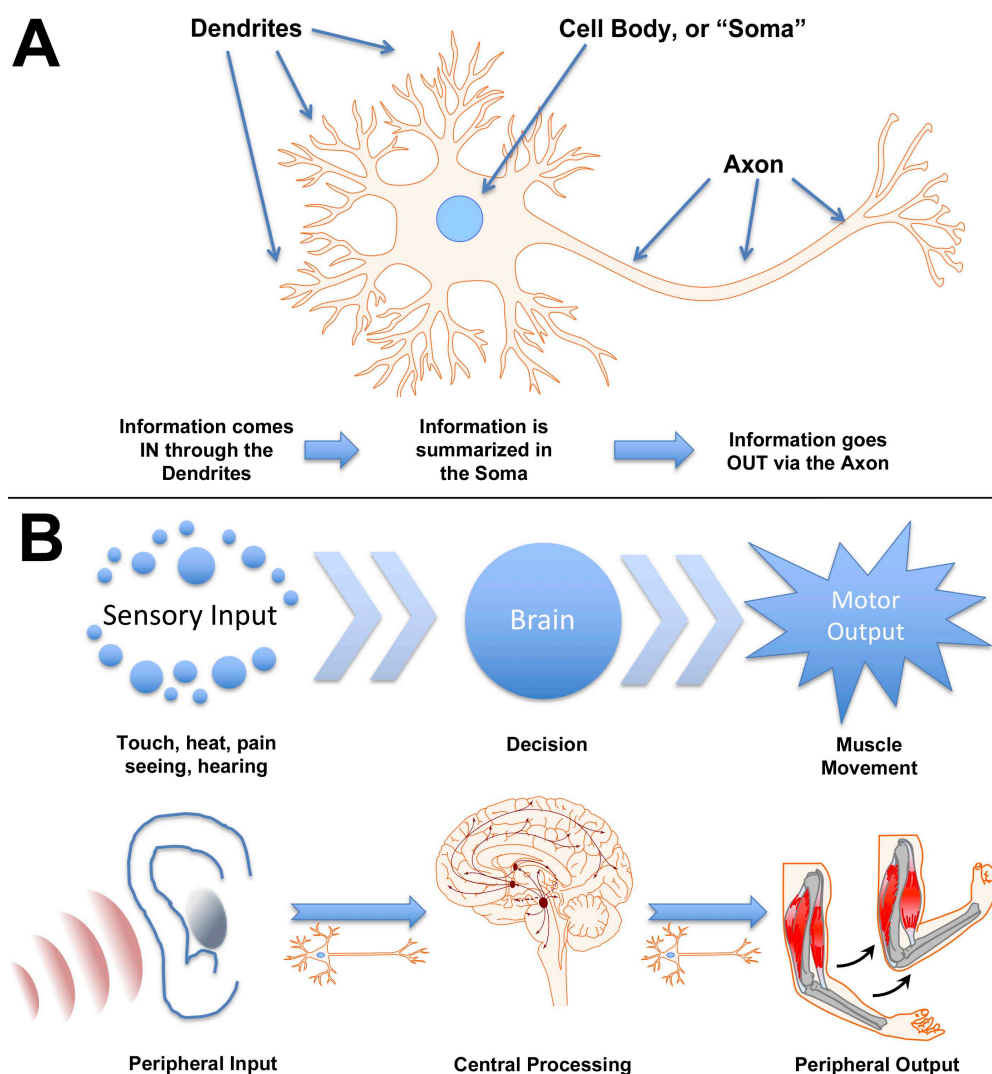 A
Dendrites
Cell Body, or “Soma”
Axon
Information comes
IN through the
Dendrites
Information is
summarized in
the Soma
Information goes
OUT via the Axon
B
Sensory Input
Brain
Motor
Output
Touch, heat, pain
seeing, hearing
Decision
Muscle
Movement
Peripheral Input
Central Processing
Peripheral Output